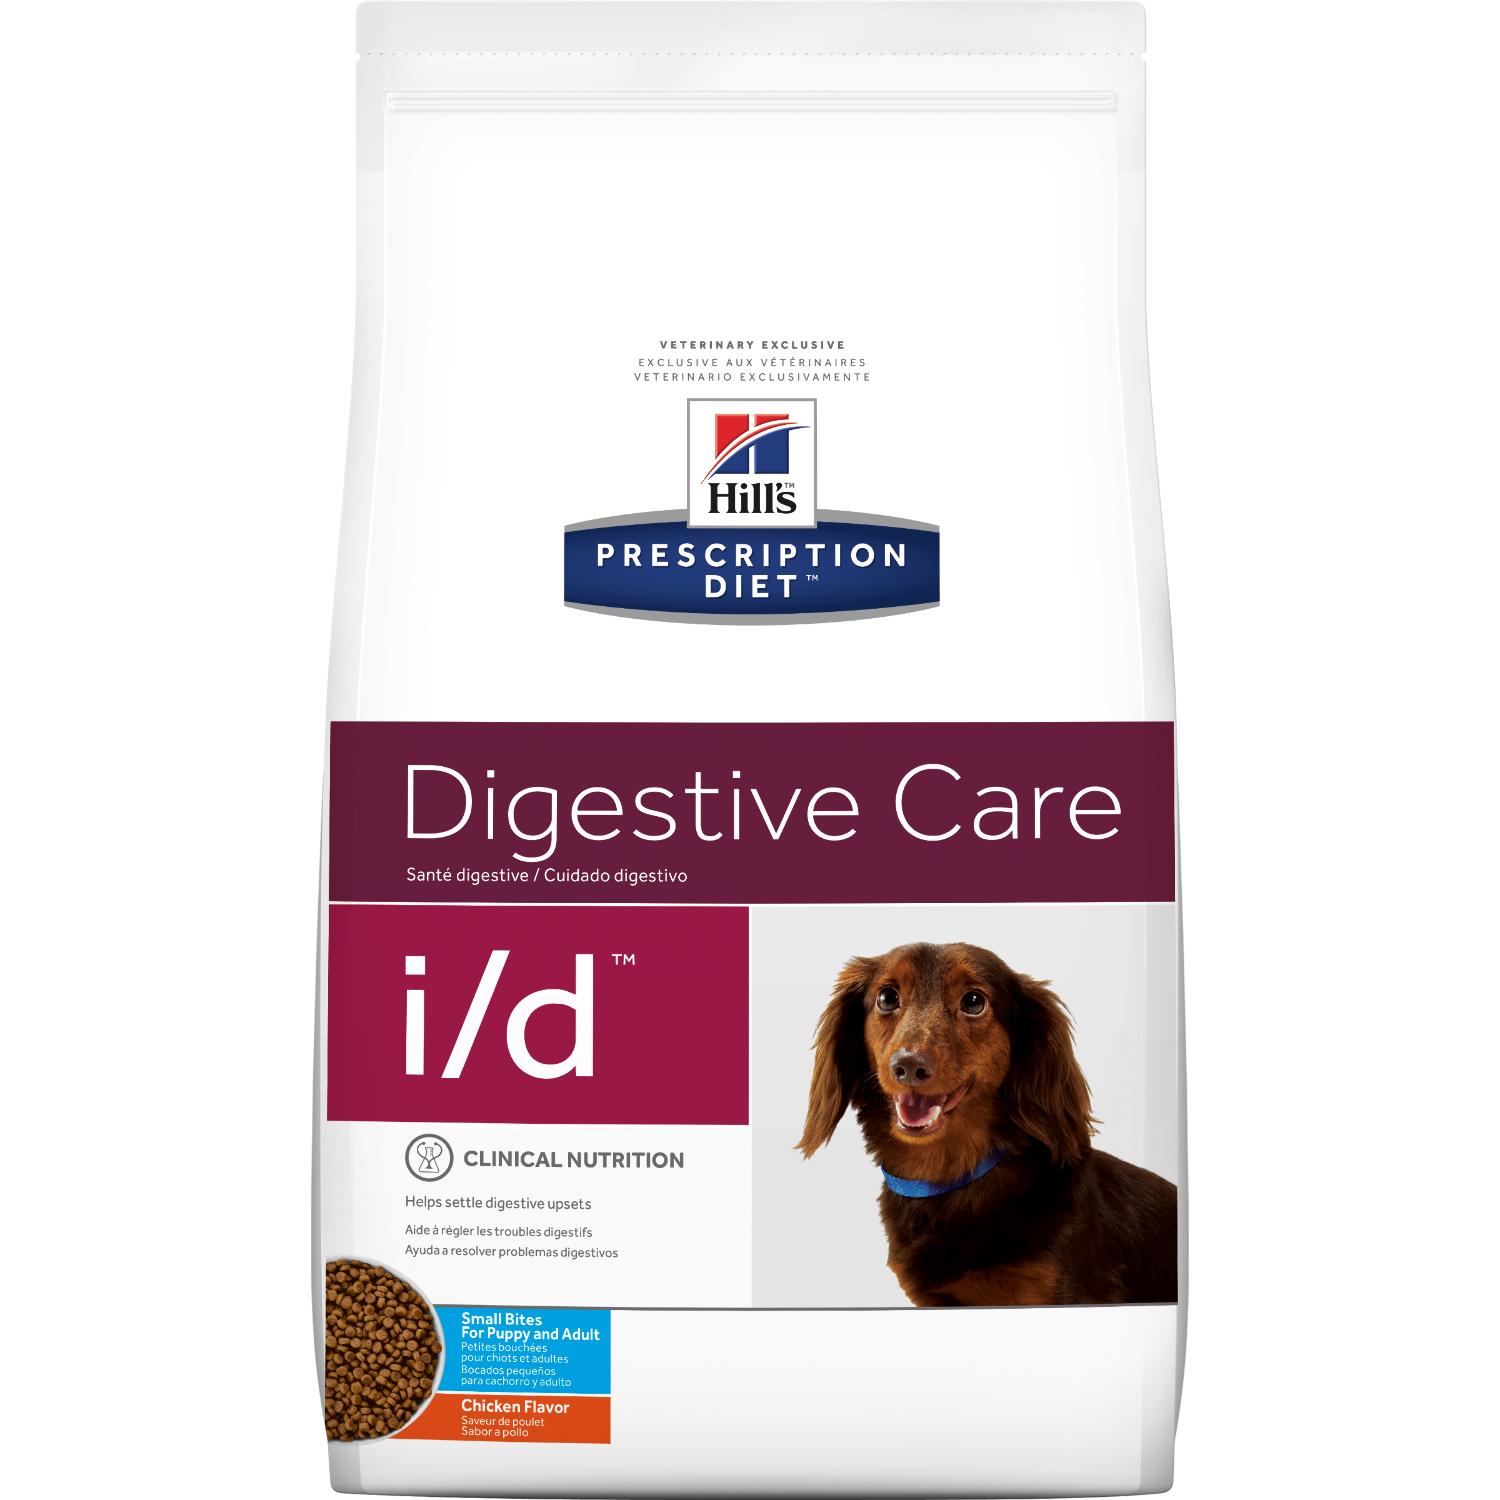 VETERINARY EXCLUSIVE
EXCLUSIVE AUX VÉTÉRINAIRES
VETERINARIO EXCLUSIVAMENTE
Hill's™
PRESCRIPTION
DIET™
Digestive Care
Santé digestive / Cuidado digestivo
i/d™
CLINICAL NUTRITION
Helps settle digestive upsets
Aide à régler les troubles digestifs
Ayuda a resolver problemas digestivos
Small Bites
For Puppy and Adult
Petites bouchées
pour chiots et adultes
Bocados pequeños
para cachorro y adulto
Chicken Flavor
Saveur de poulet
Sabor a pollo